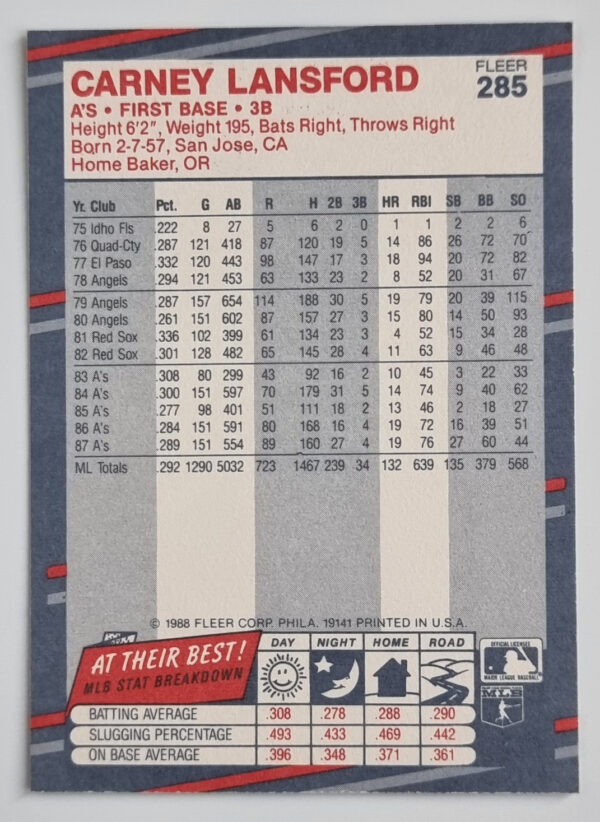 CARNEY LANSFORD
FLEER
285
A'S • FIRST BASE • 3B
Height 6'2", Weight 195, Bats Right, Throws Right
Born 2-7-57, San Jose, CA
Home Baker, OR
Yr. Club Pct. G AB R H 2B 3B HR RBI SB BB SO
75 Idho Fls .222 8 27 5 6 2 0 1 1 2 2 6
76 Quad-Cty .287 121 418 87 120 19 5 14 86 26 72 70
77 El Paso .332 120 443 98 147 17 3 18 94 20 72 82
78 Angels .294 121 453 63 133 23 2 8 52 20 31 67
79 Angels .287 157 654 114 188 30 5 19 79 20 39 115
80 Angels .261 151 602 87 157 27 3 15 80 14 50 93
81 Red Sox .336 102 399 61 134 23 3 4 52 15 34 28
82 Red Sox .301 128 482 65 145 28 4 11 63 9 46 48
83 A's .308 80 299 43 92 16 2 10 45 3 22 33
84 A's .300 151 597 70 179 31 5 14 74 9 40 62
85 A's .277 98 401 51 111 18 2 13 46 2 18 27
86 A's .284 151 591 80 168 16 4 19 72 16 39 51
87 A's .289 151 554 89 160 27 4 19 76 27 60 44
ML Totals .292 1290 5032 723 1467 239 34 132 639 135 379 568
© 1988 FLEER CORP. PHILA. 19141 PRINTED IN U.S.A.
AT THEIR BEST!
MLB STAT BREAKDOWN
DAY NIGHT HOME ROAD
OFFICIAL LICENSEE
MAJOR LEAGUE BASEBALL
MLB
BATTING AVERAGE .308 .278 .288 .290
SLUGGING PERCENTAGE .493 .433 .469 .442
ON BASE AVERAGE .396 .348 .371 .361